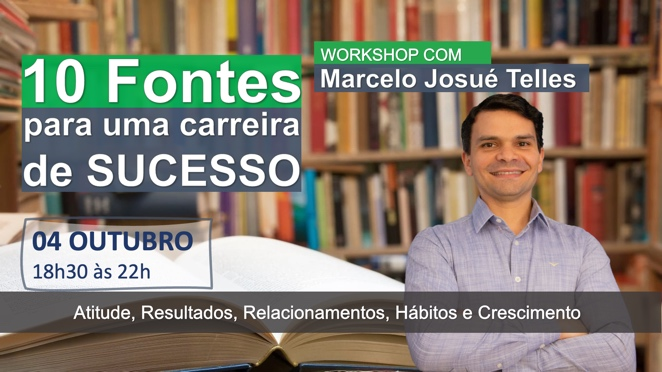 10 Fontes
para uma carreira
de SUCESSO
WORKSHOP COM
Marcelo Josué Telles
04 OUTUBRO
18h30 às 22h
Atitude, Resultados, Relacionamentos, Hábitos e Crescimento